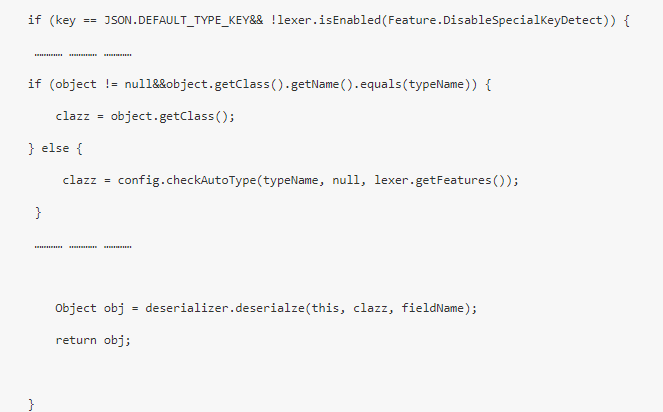 if (key == JSON.DEFAULT_TYPE_KEY&& !lexer.isEnabled(Feature.DisableSpecialKeyDetect)) {
………… ………… …………
if (object != null&&object.getClass().getName().equals(typeName)) {
clazz = object.getClass();
} else {
clazz = config.checkAutoType(typeName, null, lexer.getFeatures());
}
………… ………… …………
Object obj = deserializer.deserialze(this, clazz, fieldName);
return obj;
}